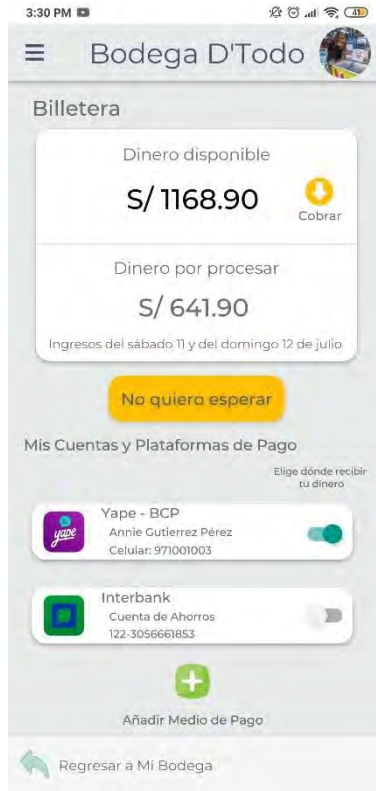 3:30 PM
41
Bodega D'Todo
Billetera
Dinero disponible
S/ 1168.90
Cobrar
Dinero por procesar
S/ 641.90
Ingresos del sábado 11 y del domingo 12 de julio
No quiero esperar
Mis Cuentas y Plataformas de Pago
Elige dónde recibir
tu dinero
yape
Yape - BCP
Annie Gutierrez Pérez
Celular: 971001003
Interbank
Cuenta de Ahorros
122-3056661853
Añadir Medio de Pago
Regresar a Mi Bodega